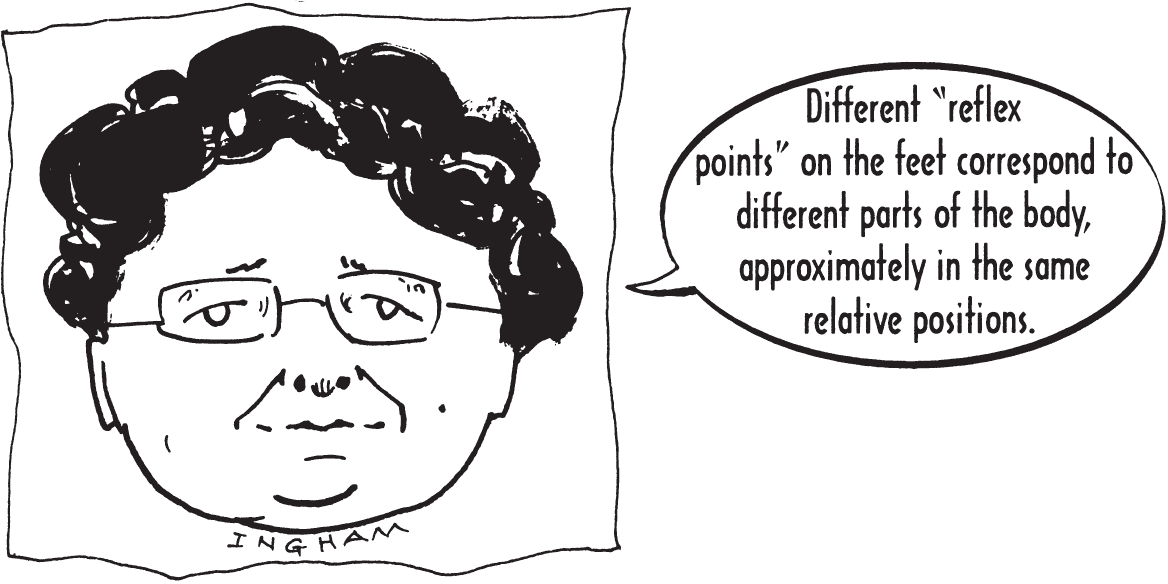 Different “reflex
points” on the feet correspond to
different parts of the body,
approximately in the same
relative positions.
INGHAM